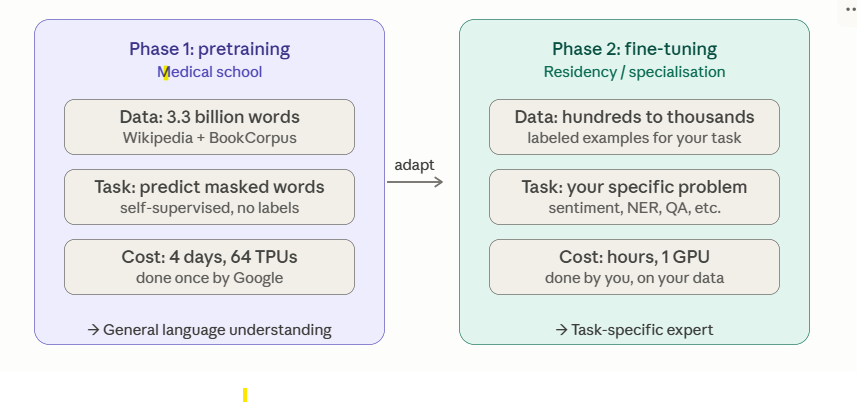 Phase 1: pretraining
Medical school
Data: 3.3 billion words
Wikipedia + BookCorpus
Task: predict masked words
self-supervised, no labels
Cost: 4 days, 64 TPUs
done once by Google
→ General language understanding
adapt
Phase 2: fine-tuning
Residency / specialisation
Data: hundreds to thousands
labeled examples for your task
Task: your specific problem
sentiment, NER, QA, etc.
Cost: hours, 1 GPU
done by you, on your data
→ Task-specific expert